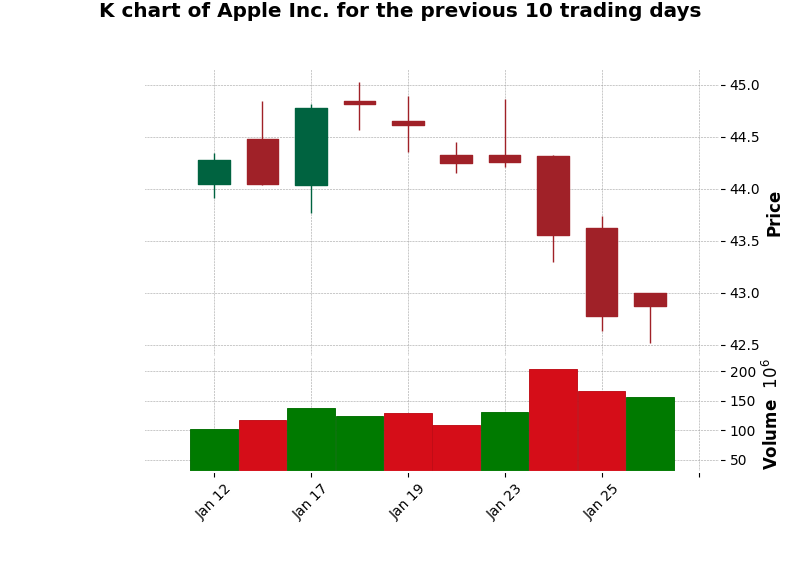 K chart of Apple Inc. for the previous 10 trading days
45.0
44.5
44.0
43.5
43.0
42.5
Price
200
150
100
50
Volume 10^6
Jan 12
Jan 17
Jan 19
Jan 23
Jan 25